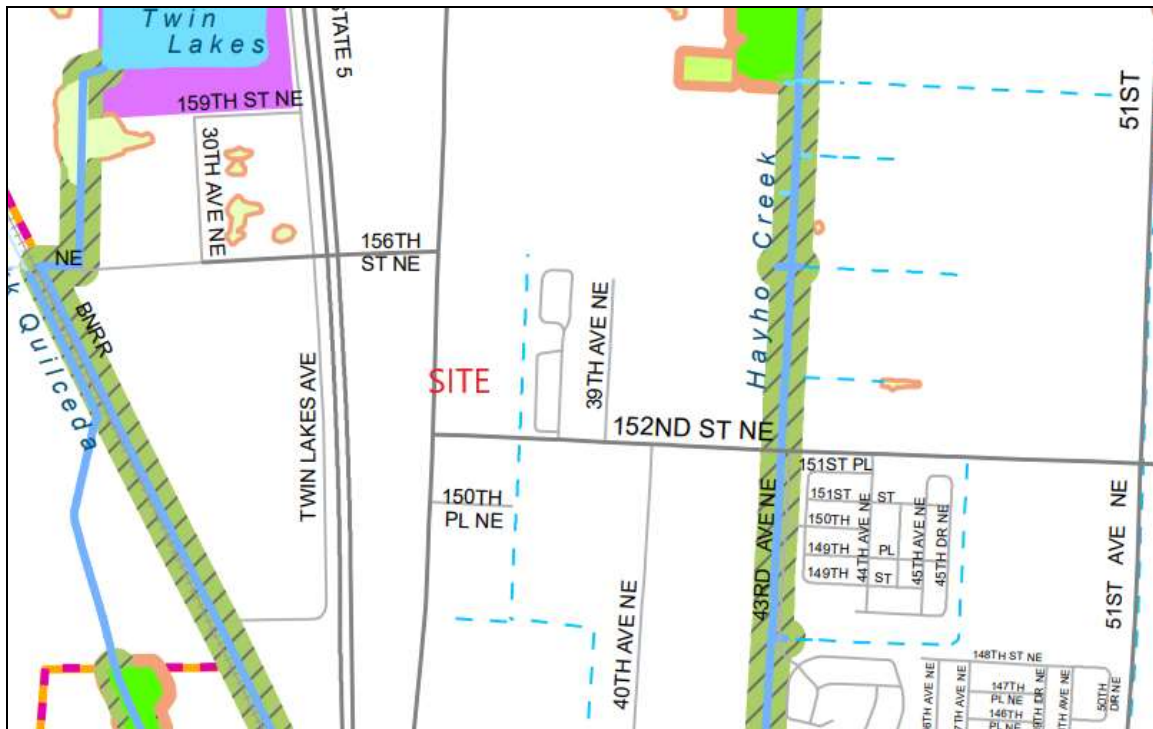 Twin
Lakes
STATE 5
159TH ST NE
30TH AVE NE
51ST
156TH
ST NE
NE
BNRR
Quilceda
Hayho Creek
39TH AVE NE
SITE
TWIN LAKES AVE
152ND ST NE
150TH
PL NE
151ST PL
151ST ST
150TH
149TH PL
149TH ST
43RD AVE NE
44TH AVE NE
45TH AVE NE
45TH DR NE
51ST AVE NE
40TH AVE NE
148TH ST NE
147TH
PL NE
146TH
PL NE
50TH
DR NE